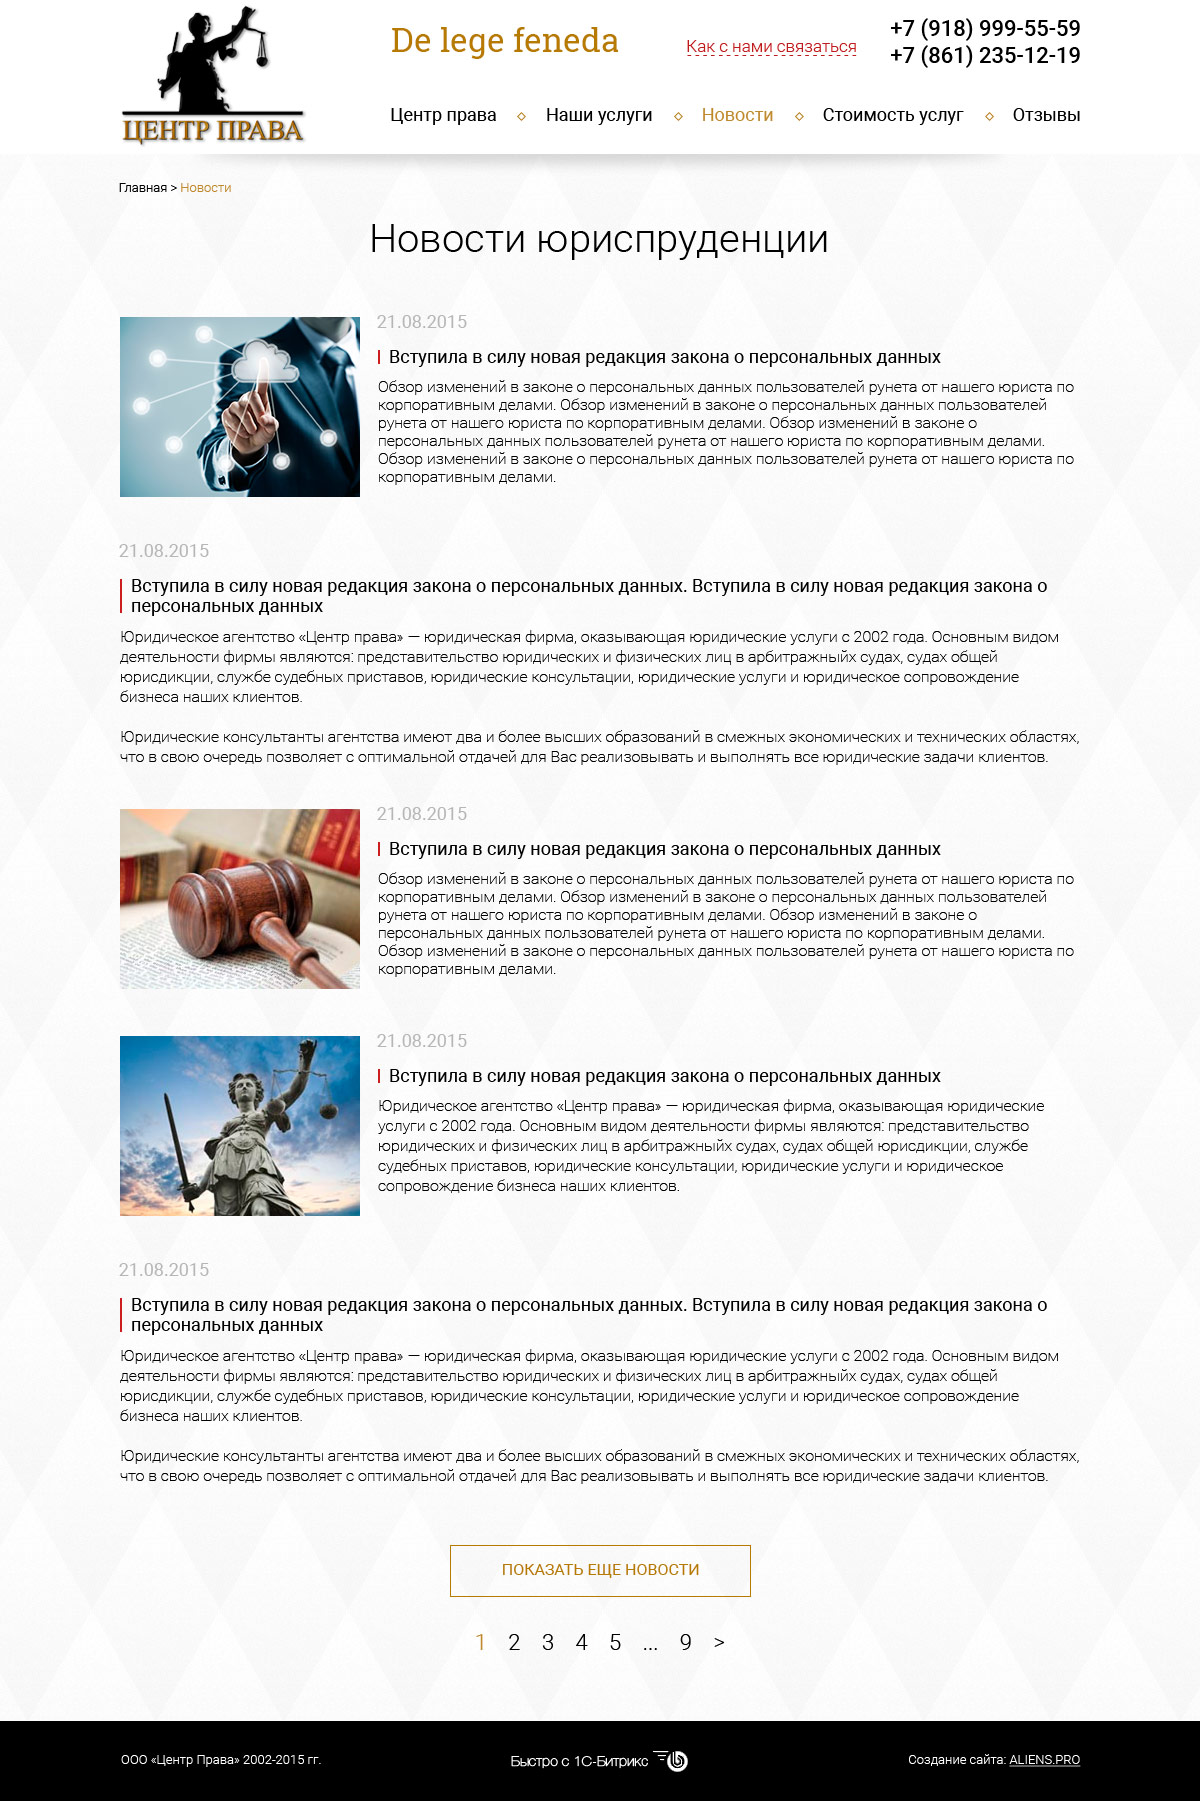 ЦЕНТР ПРАВА
De lege feneda
Как с нами связаться
+7 (918) 999-55-59
+7 (861) 235-12-19
Центр права
Наши услуги
Новости
Стоимость услуг
Отзывы
Главная > Новости
Новости юриспруденции
21.08.2015
Вступила в силу новая редакция закона о персональных данных
Обзор изменений в законе о персональных данных пользователей рунета от нашего юриста по
корпоративным делами. Обзор изменений в законе о персональных данных пользователей
рунета от нашего юриста по корпоративным делами. Обзор изменений в законе о
персональных данных пользователей рунета от нашего юриста по корпоративным делами.
Обзор изменений в законе о персональных данных пользователей рунета от нашего юриста по
корпоративным делами.
21.08.2015
Вступила в силу новая редакция закона о персональных данных. Вступила в силу новая редакция закона о
персональных данных
Юридическое агентство «Центр права» — юридическая фирма, оказывающая юридические услуги с 2002 года. Основным видом
деятельности фирмы являются: представительство юридических и физических лиц в арбитражныйх судах, судах общей
юрисдикции, службе судебных приставов, юридические консультации, юридические услуги и юридическое сопровождение
бизнеса наших клиентов.
Юридические консультанты агентства имеют два и более высших образований в смежных экономических и технических областях,
что в свою очередь позволяет с оптимальной отдачей для Вас реализовывать и выполнять все юридические задачи клиентов.
21.08.2015
Вступила в силу новая редакция закона о персональных данных
Обзор изменений в законе о персональных данных пользователей рунета от нашего юриста по
корпоративным делами. Обзор изменений в законе о персональных данных пользователей
рунета от нашего юриста по корпоративным делами. Обзор изменений в законе о
персональных данных пользователей рунета от нашего юриста по корпоративным делами.
Обзор изменений в законе о персональных данных пользователей рунета от нашего юриста по
корпоративным делами.
21.08.2015
Вступила в силу новая редакция закона о персональных данных
Юридическое агентство «Центр права» — юридическая фирма, оказывающая юридические
услуги с 2002 года. Основным видом деятельности фирмы являются: представительство
юридических и физических лиц в арбитражныйх судах, судах общей юрисдикции, службе
судебных приставов, юридические консультации, юридические услуги и юридическое
сопровождение бизнеса наших клиентов.
21.08.2015
Вступила в силу новая редакция закона о персональных данных. Вступила в силу новая редакция закона о
персональных данных
Юридическое агентство «Центр права» — юридическая фирма, оказывающая юридические услуги с 2002 года. Основным видом
деятельности фирмы являются: представительство юридических и физических лиц в арбитражныйх судах, судах общей
юрисдикции, службе судебных приставов, юридические консультации, юридические услуги и юридическое сопровождение
бизнеса наших клиентов.
Юридические консультанты агентства имеют два и более высших образований в смежных экономических и технических областях,
что в свою очередь позволяет с оптимальной отдачей для Вас реализовывать и выполнять все юридические задачи клиентов.
ПОКАЗАТЬ ЕЩЕ НОВОСТИ
1 2 3 4 5 ... 9 >
ООО «Центр Права» 2002-2015 гг.
Быстро с 1С-Битрикс
Создание сайта: ALIENS.PRO